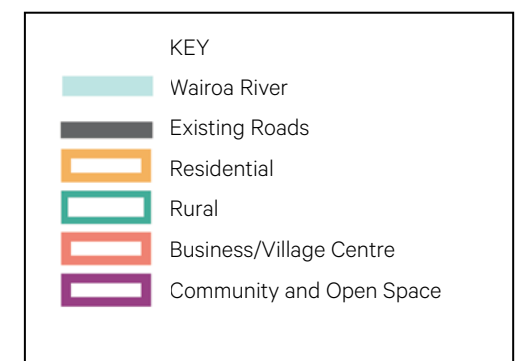 KEY
Wairoa River
Existing Roads
Residential
Rural
Business/Village Centre
Community and Open Space